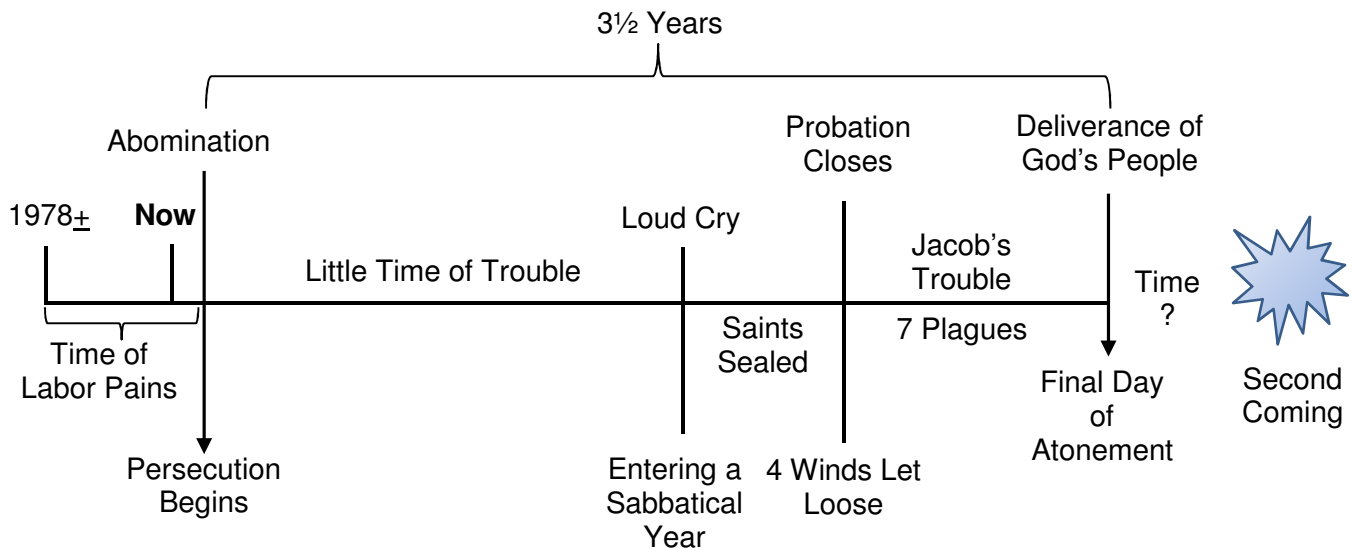 3½ Years
Abomination
Probation
Closes
Deliverance of
God's People
1978±
Now
Loud Cry
Little Time of Trouble
Jacob's
Trouble
Time
?
Time of
Labor Pains
Saints
Sealed
7 Plagues
Final Day
of
Atonement
Second
Coming
Persecution
Begins
Entering a
Sabbatical
Year
4 Winds Let
Loose